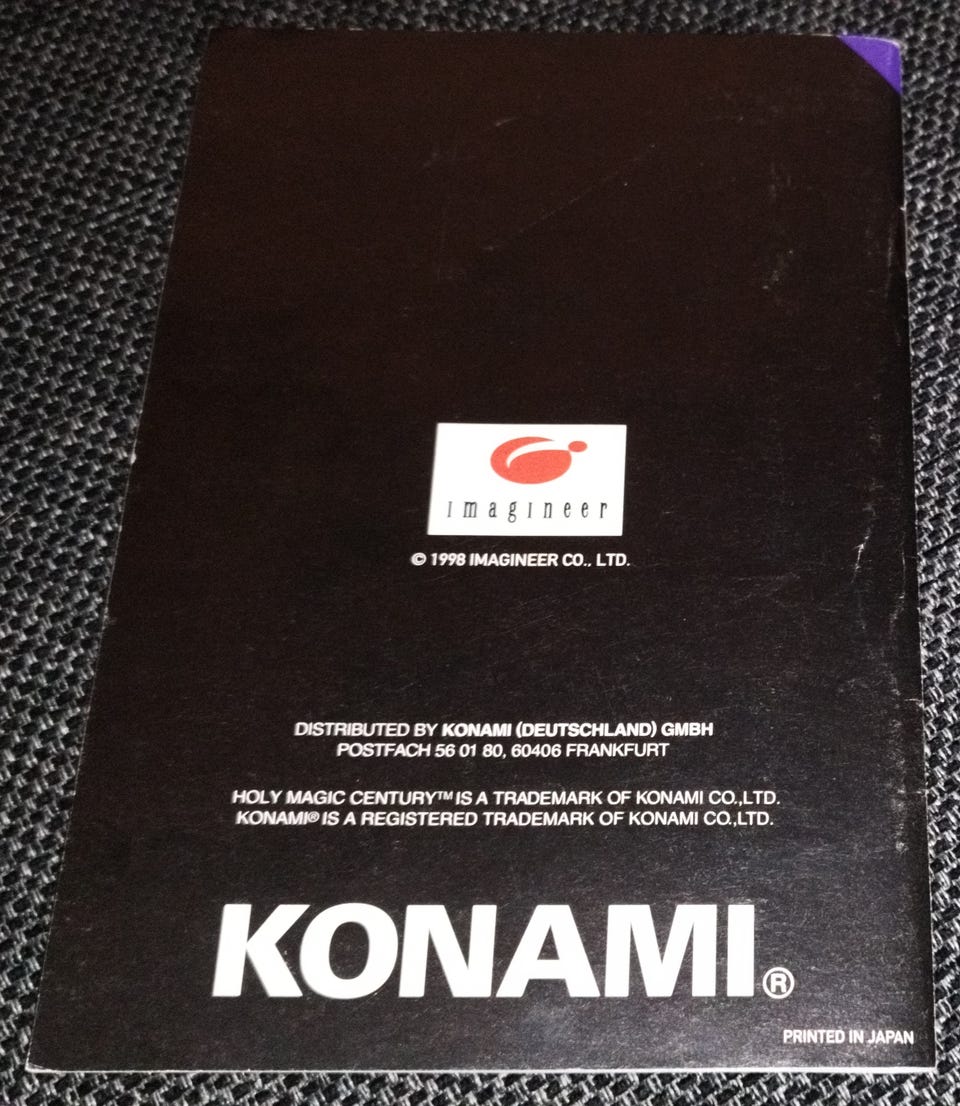 imagineer
© 1998 IMAGINEER CO., LTD.
DISTRIBUTED BY KONAMI (DEUTSCHLAND) GMBH
POSTFACH 56 01 80, 60406 FRANKFURT
HOLY MAGIC CENTURY™ IS A TRADEMARK OF KONAMI CO.,LTD.
KONAMI® IS A REGISTERED TRADEMARK OF KONAMI CO.,LTD.
KONAMI®
PRINTED IN JAPAN